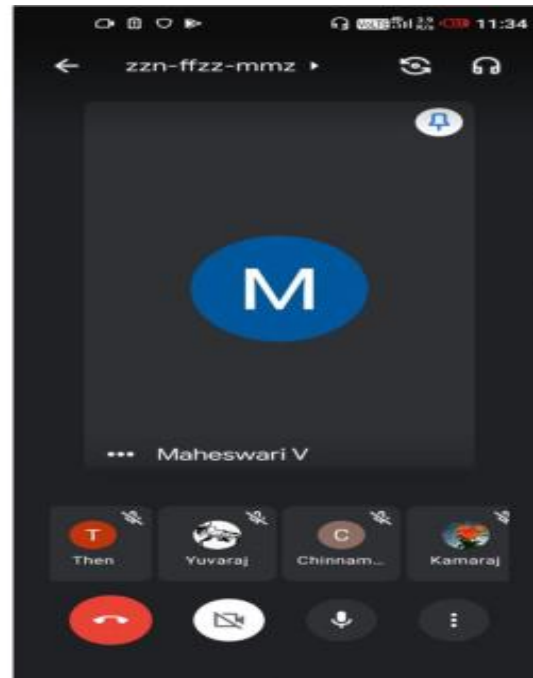 11:34
zzn-ffzz-mmz
M
Maheswari V
T
C
Then
Yuvaraj
Chinnam...
Kamaraj